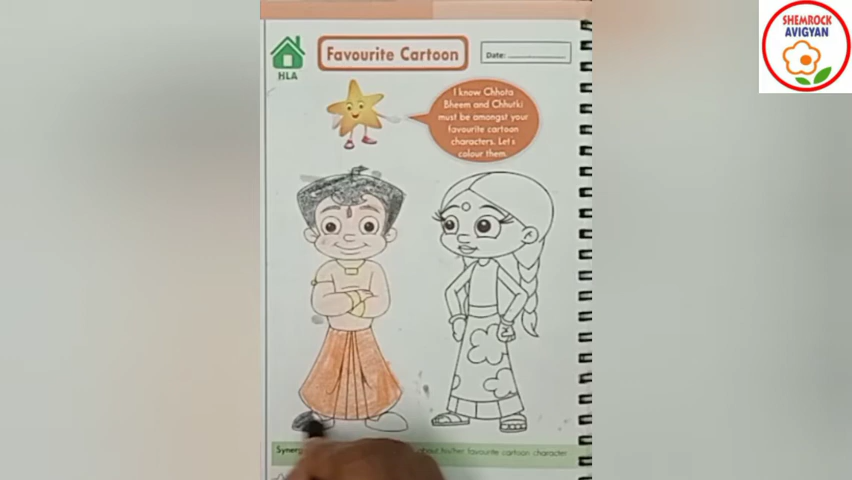 SHEMROCK
AVIGYAN
HLA
Favourite Cartoon
Date:
I know Chhota
Bheem and Chhutki
must be amongst your
favourite cartoon
characters. Let's
colour them.
about his/her favourite cartoon character